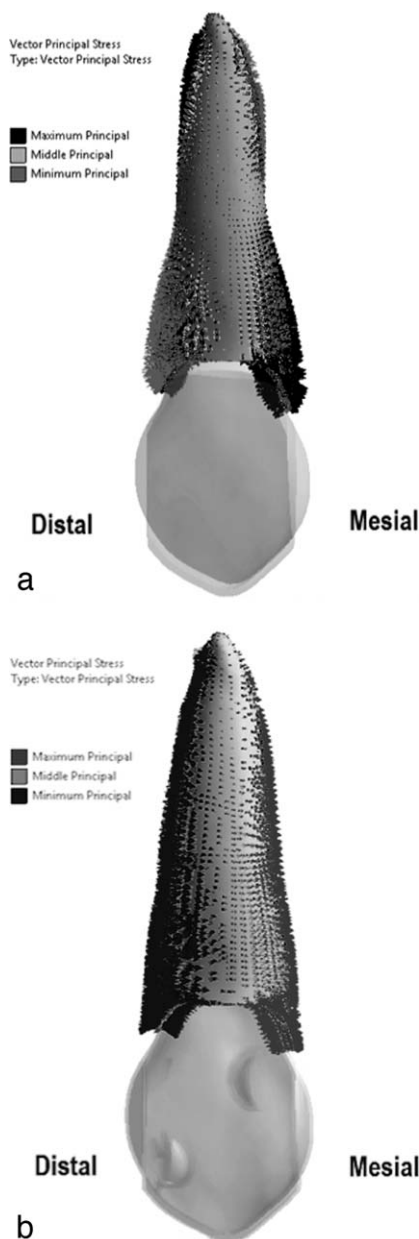 Vector Principal Stress
Type: Vector Principal Stress
Maximum Principal
Middle Principal
Minimum Principal
Distal
Mesial
a
Vector Principal Stress
Type: Vector Principal Stress
Maximum Principal
Middle Principal
Minimum Principal
Distal
Mesial
b